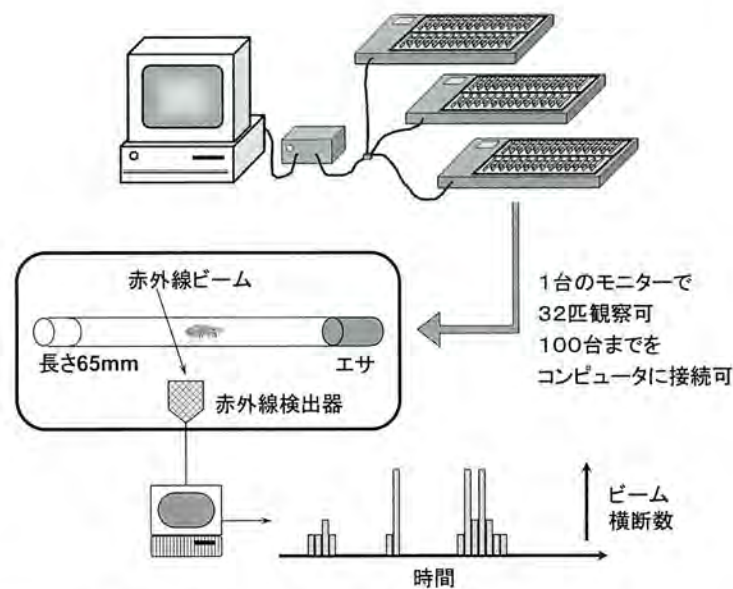 1台のモニターで
32匹観察可
100台までを
コンピュータに接続可
赤外線ビーム
長さ65mm
エサ
赤外線検出器
ビーム
横断数
時間